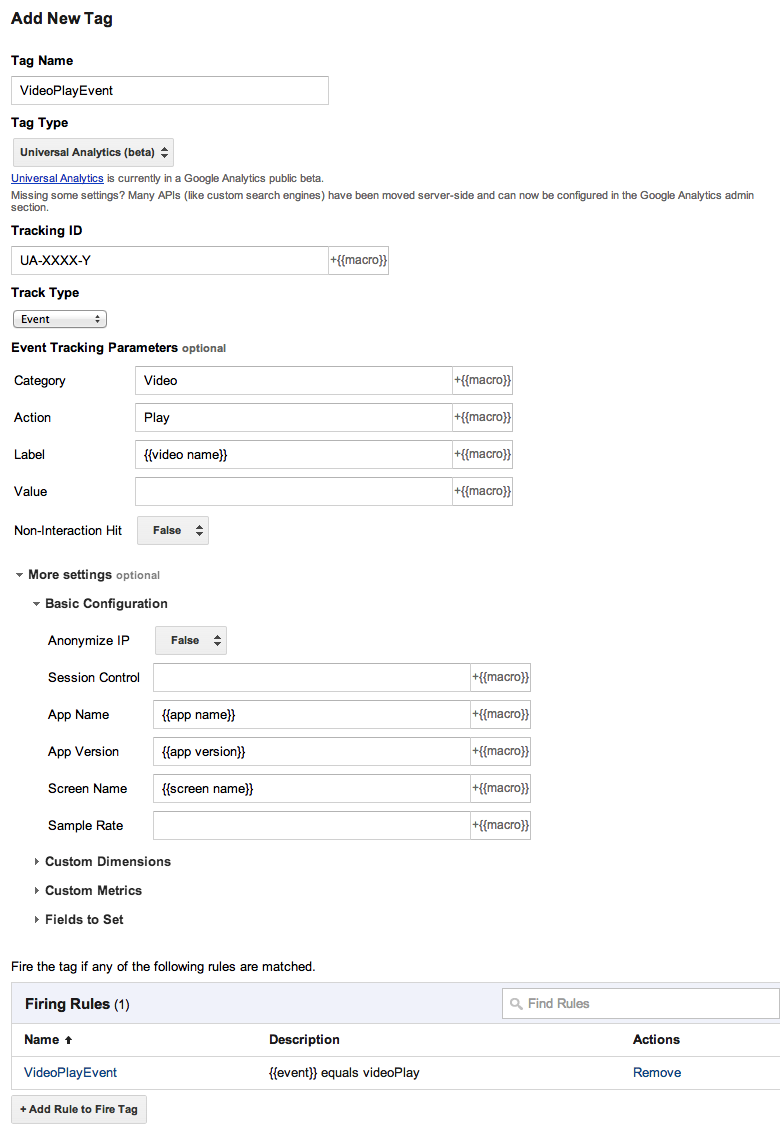 Add New Tag
Tag Name
VideoPlayEvent
Tag Type
Universal Analytics (beta)
Universal Analytics is currently in a Google Analytics public beta.
Missing some settings? Many APIs (like custom search engines) have been moved server-side and can now be configured in the Google Analytics admin
section.
Tracking ID
UA-XXXX-Y +{{macro}}
Track Type
Event
Event Tracking Parameters optional
Category Video +{{macro}}
Action Play +{{macro}}
Label {{video name}} +{{macro}}
Value +{{macro}}
Non-Interaction Hit False
More settings optional
Basic Configuration
Anonymize IP False
Session Control +{{macro}}
App Name {{app name}} +{{macro}}
App Version {{app version}} +{{macro}}
Screen Name {{screen name}} +{{macro}}
Sample Rate +{{macro}}
Custom Dimensions
Custom Metrics
Fields to Set
Fire the tag if any of the following rules are matched.
Firing Rules (1) Find Rules
Name Description Actions
VideoPlayEvent {{event}} equals videoPlay Remove
+ Add Rule to Fire Tag